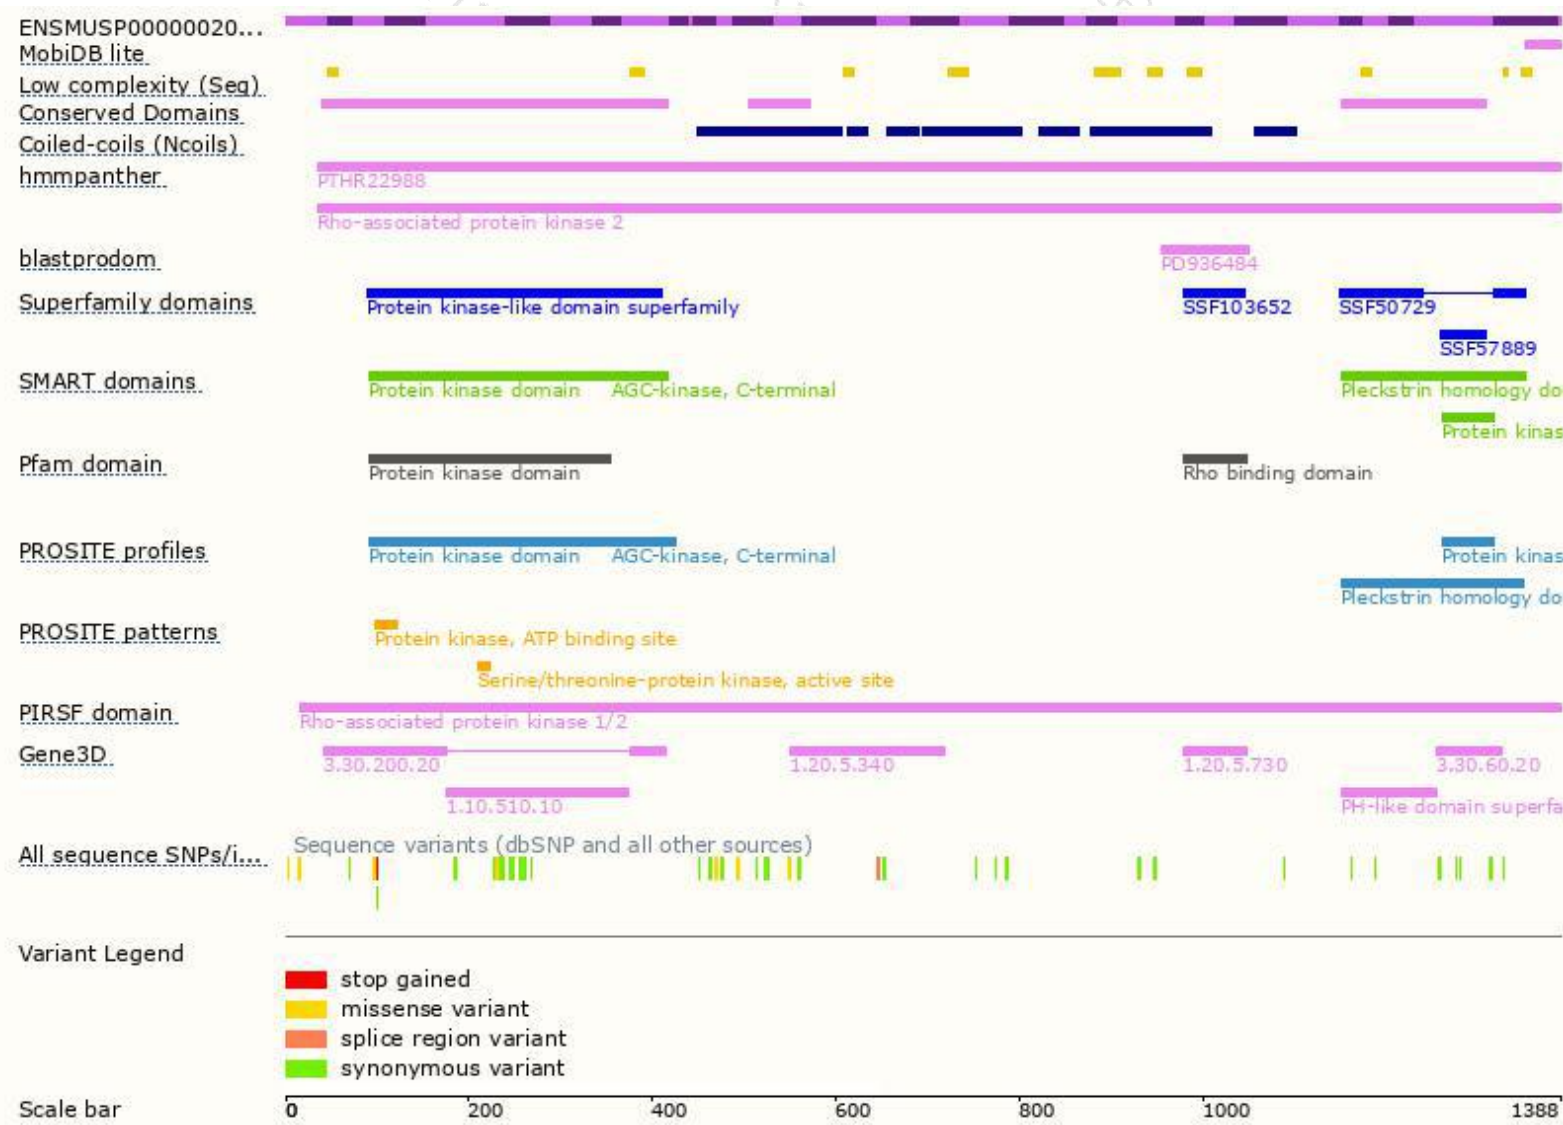 ENSMUSP00000020...
MobiDB lite
Low complexity (Seg)
Conserved Domains
Coiled-coils (Ncoils)
hmmpanther
PTHR22988
Rho-associated protein kinase 2
blastprodom
PD936484
Superfamily domains
Protein kinase-like domain superfamily
SSF103652
SSF50729
SSF57889
SMART domains
Protein kinase domain
AGC-kinase, C-terminal
Pleckstrin homology do
Protein kinas
Pfam domain
Protein kinase domain
Rho binding domain
PROSITE profiles
Protein kinase domain
AGC-kinase, C-terminal
Protein kinas
Pleckstrin homology do
PROSITE patterns
Protein kinase, ATP binding site
Serine/threonine-protein kinase, active site
PIRSF domain
Rho-associated protein kinase 1/2
Gene3D
3.30.200.20
1.20.5.340
1.20.5.730
3.30.60.20
1.10.510.10
PH-like domain superfa
All sequence SNPs/i...
Sequence variants (dbSNP and all other sources)
Variant Legend
stop gained
missense variant
splice region variant
synonymous variant
Scale bar
0 200 400 600 800 1000 1388